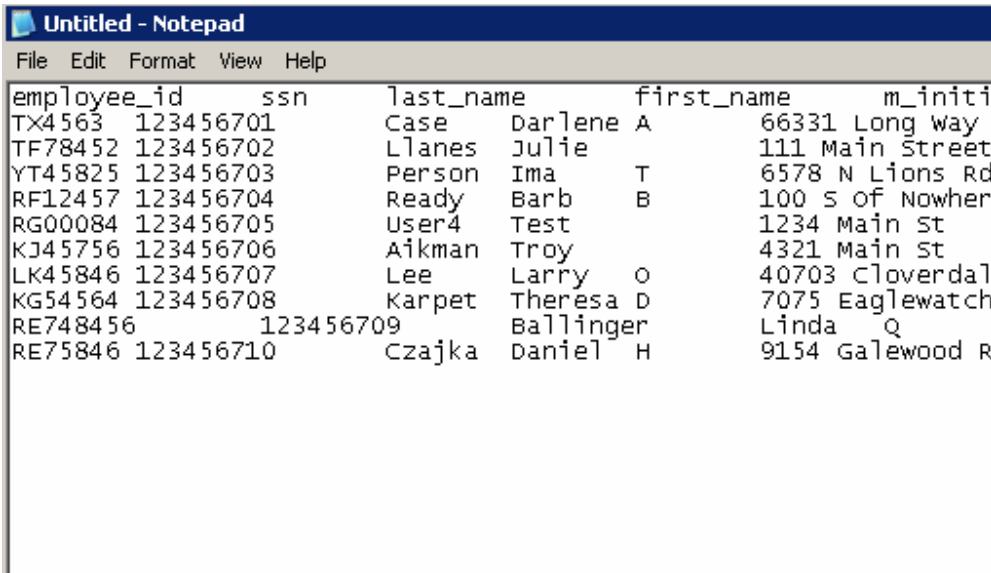 Untitled - Notepad
File Edit Format View Help
employee_id ssn last_name first_name m_initi
TX4563 123456701 Case Darlene A 66331 Long Way
TF78452 123456702 Llanes Julie 111 Main Street
YT45825 123456703 Person Ima T 6578 N Lions Rd
RF12457 123456704 Ready Barb B 100 S Of Nowher
RG00084 123456705 User4 Test 1234 Main St
KJ45756 123456706 Aikman Troy 4321 Main St
LK45846 123456707 Lee Larry O 40703 Cloverdal
KG54564 123456708 Karpet Theresa D 7075 Eaglewatch
RE748456 123456709 Ballinger Linda Q
RE75846 123456710 Czajka Daniel H 9154 Galewood R